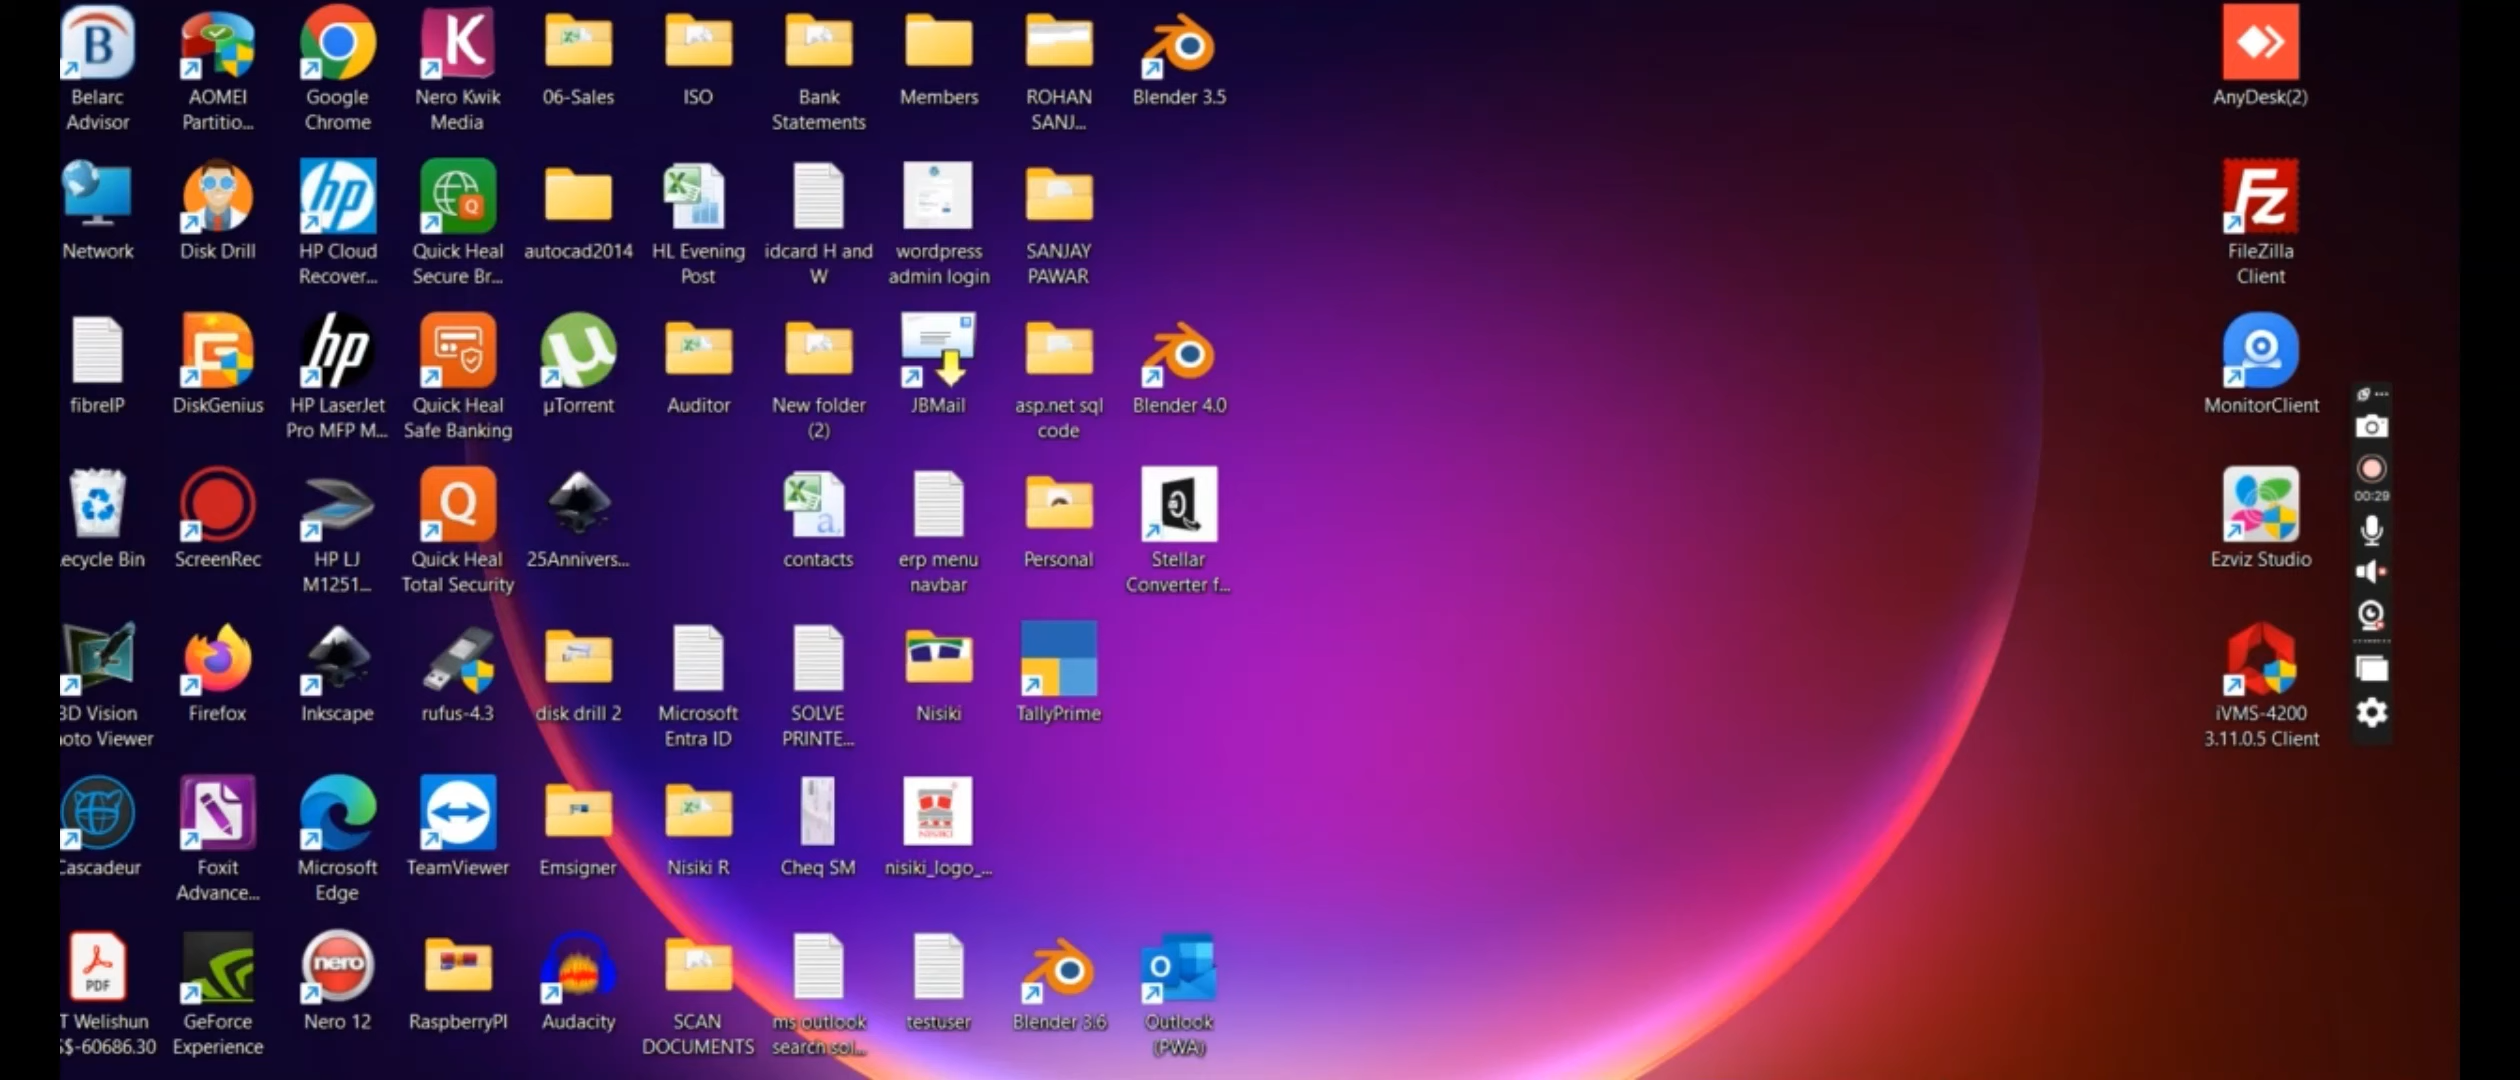 Belarc
Advisor
AOMEI
Partitio...
Google
Chrome
Nero Kwik
Media
06-Sales
ISO
Bank
Statements
Members
ROHAN
SANJ...
Blender 3.5
AnyDesk(2)
Network
Disk Drill
HP Cloud
Recover...
Quick Heal
Secure Br...
autocad2014
HL Evening
Post
idcard H and
W
wordpress
admin login
SANJAY
PAWAR
FileZilla
Client
fibreIP
DiskGenius
HP LaserJet
Pro MFP M...
Quick Heal
Safe Banking
µTorrent
Auditor
New folder
(2)
JBMail
asp.net sql
code
Blender 4.0
MonitorClient
00:29
ecycle Bin
ScreenRec
HP LJ
M1251...
Quick Heal
Total Security
25Annivers...
contacts
erp menu
navbar
Personal
Stellar
Converter f...
Ezviz Studio
3D Vision
oto Viewer
Firefox
Inkscape
rufus-4.3
disk drill 2
Microsoft
Entra ID
SOLVE
PRINTE...
Nisiki
TallyPrime
iVMS-4200
3.11.0.5 Client
Cascadeur
Foxit
Advance...
Microsoft
Edge
TeamViewer
Emsigner
Nisiki R
Cheq SM
nisiki_logo_...
PDF
T Welishun
$-60686.30
GeForce
Experience
nero
Nero 12
RaspberryPI
Audacity
SCAN
DOCUMENTS
ms outlook
search sol...
testuser
Blender 3.6
Outlook
(PWA)